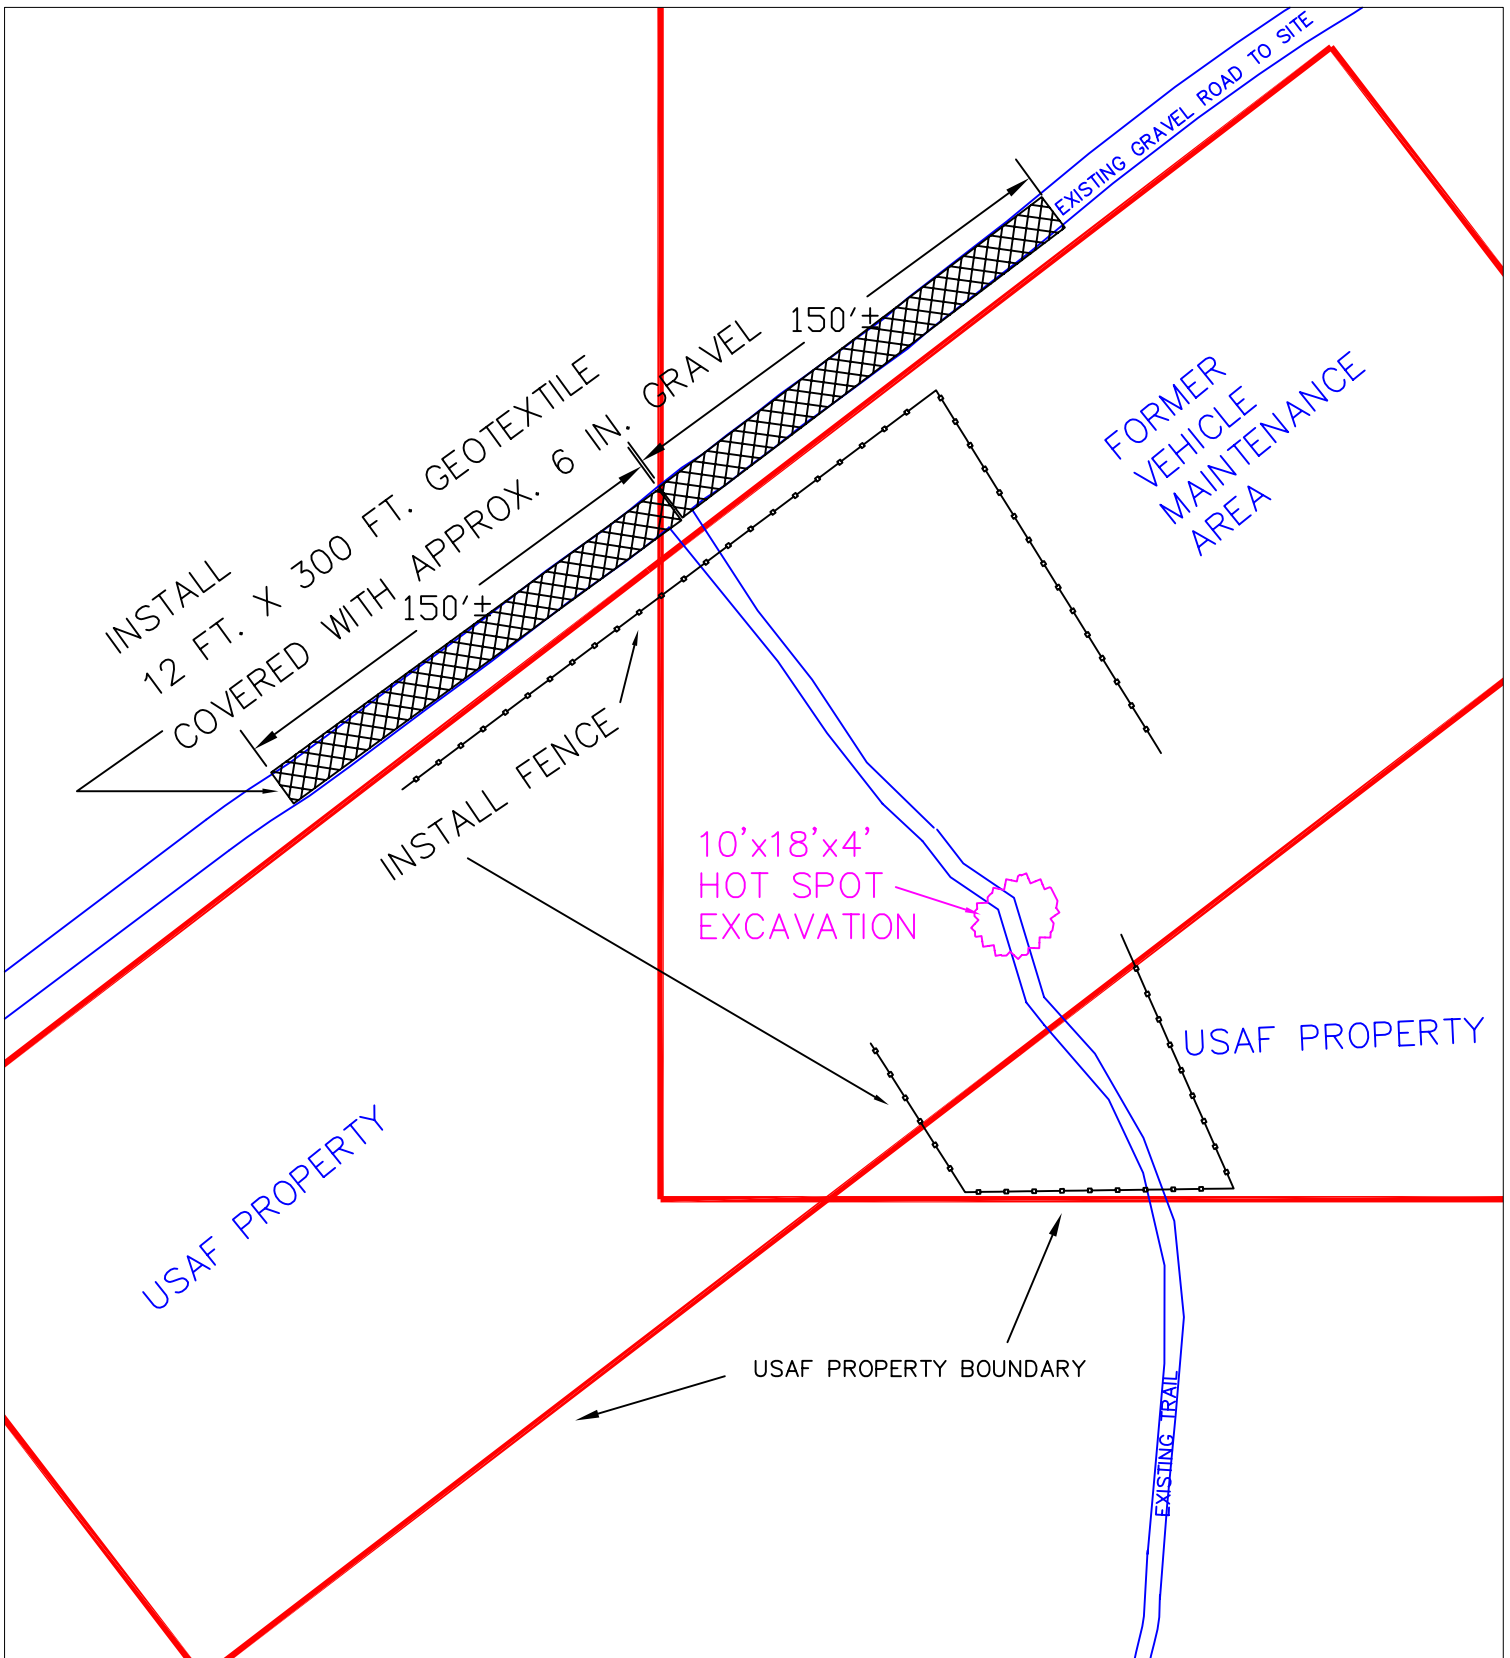 EXISTING GRAVEL ROAD TO SITE
150'±
INSTALL
12 FT. X 300 FT. GEOTEXTILE
COVERED WITH APPROX. 6 IN. GRAVEL
150'±
FORMER
VEHICLE
MAINTENANCE
AREA
INSTALL FENCE
10'x18'x4'
HOT SPOT
EXCAVATION
USAF PROPERTY
USAF PROPERTY
USAF PROPERTY BOUNDARY
EXISTING TRAIL